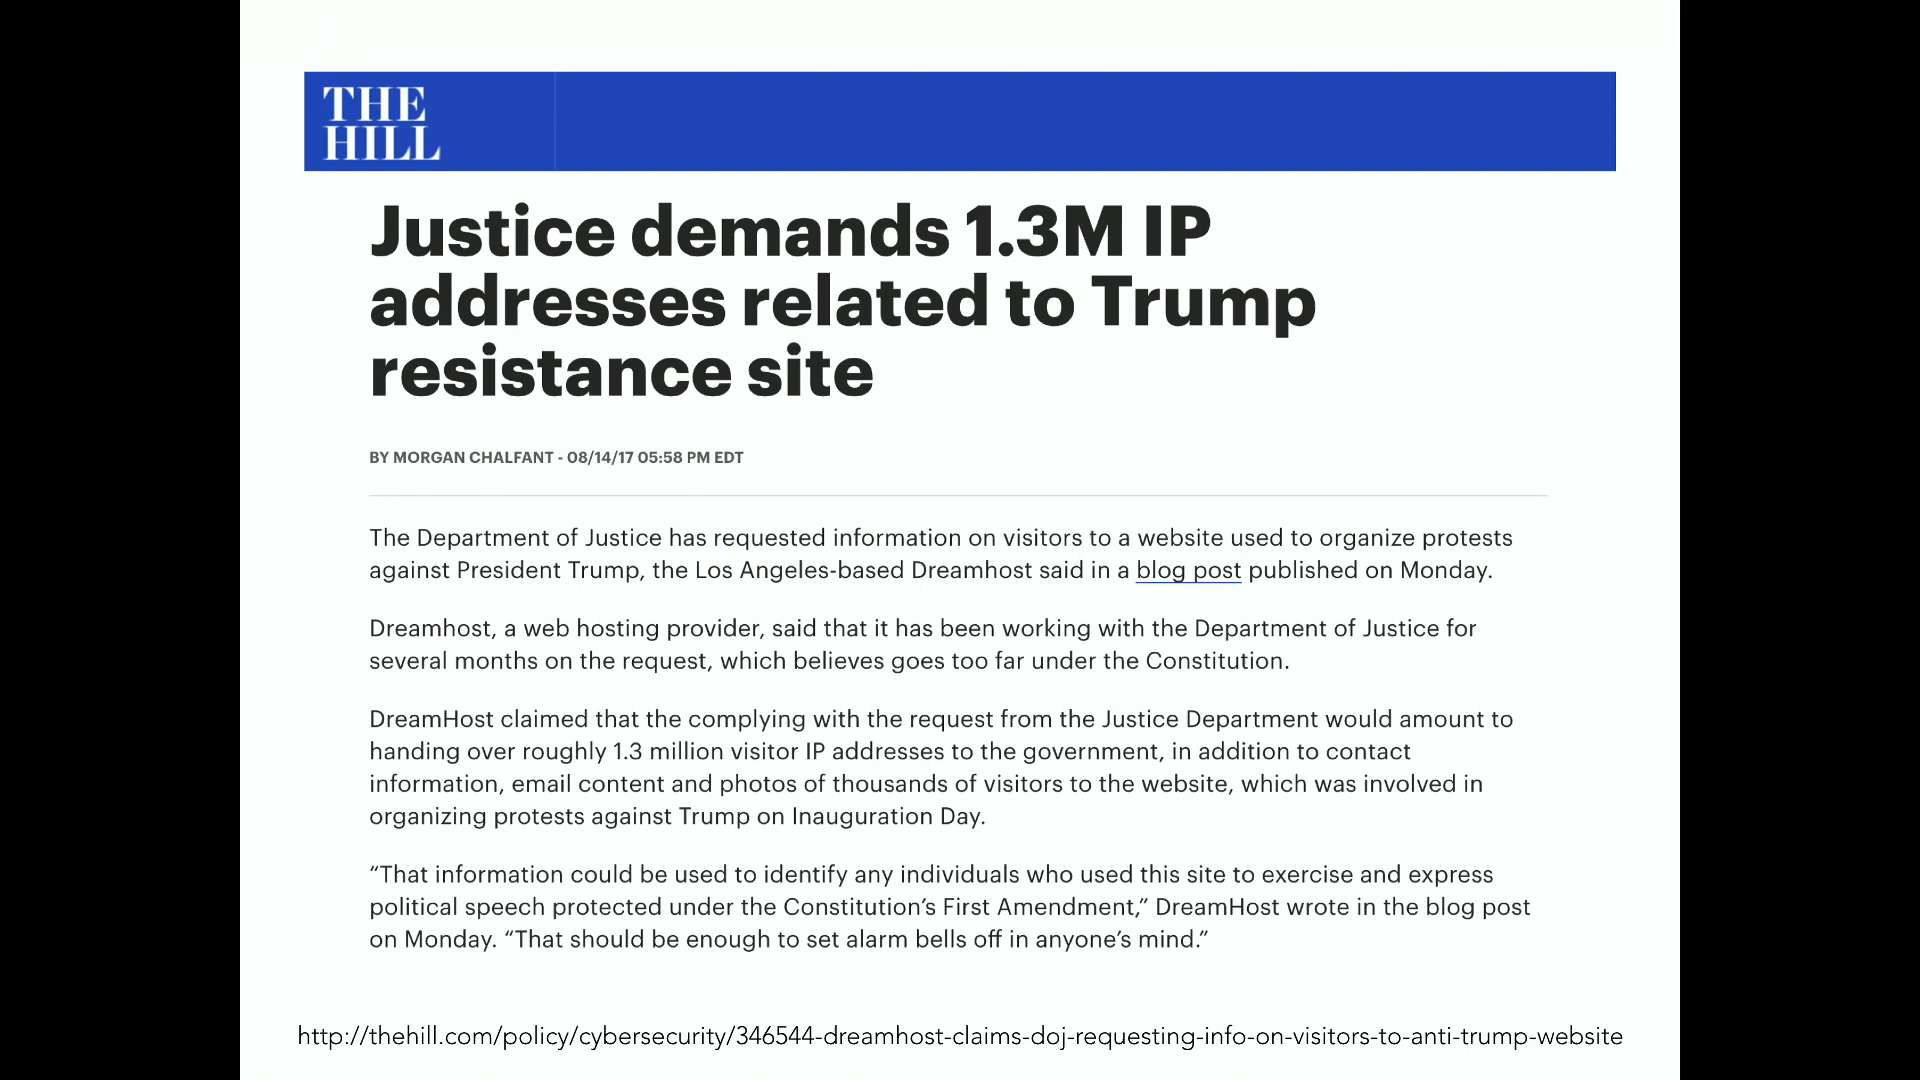 THE
HILL
Justice demands 1.3M IP
addresses related to Trump
resistance site
BY MORGAN CHALFANT - 08/14/17 05:58 PM EDT
The Department of Justice has requested information on visitors to a website used to organize protests
against President Trump, the Los Angeles-based Dreamhost said in a blog post published on Monday.
Dreamhost, a web hosting provider, said that it has been working with the Department of Justice for
several months on the request, which believes goes too far under the Constitution.
DreamHost claimed that the complying with the request from the Justice Department would amount to
handing over roughly 1.3 million visitor IP addresses to the government, in addition to contact
information, email content and photos of thousands of visitors to the website, which was involved in
organizing protests against Trump on Inauguration Day.
“That information could be used to identify any individuals who used this site to exercise and express
political speech protected under the Constitution’s First Amendment,” DreamHost wrote in the blog post
on Monday. “That should be enough to set alarm bells off in anyone’s mind.”
http://thehill.com/policy/cybersecurity/346544-dreamhost-claims-doj-requesting-info-on-visitors-to-anti-trump-website